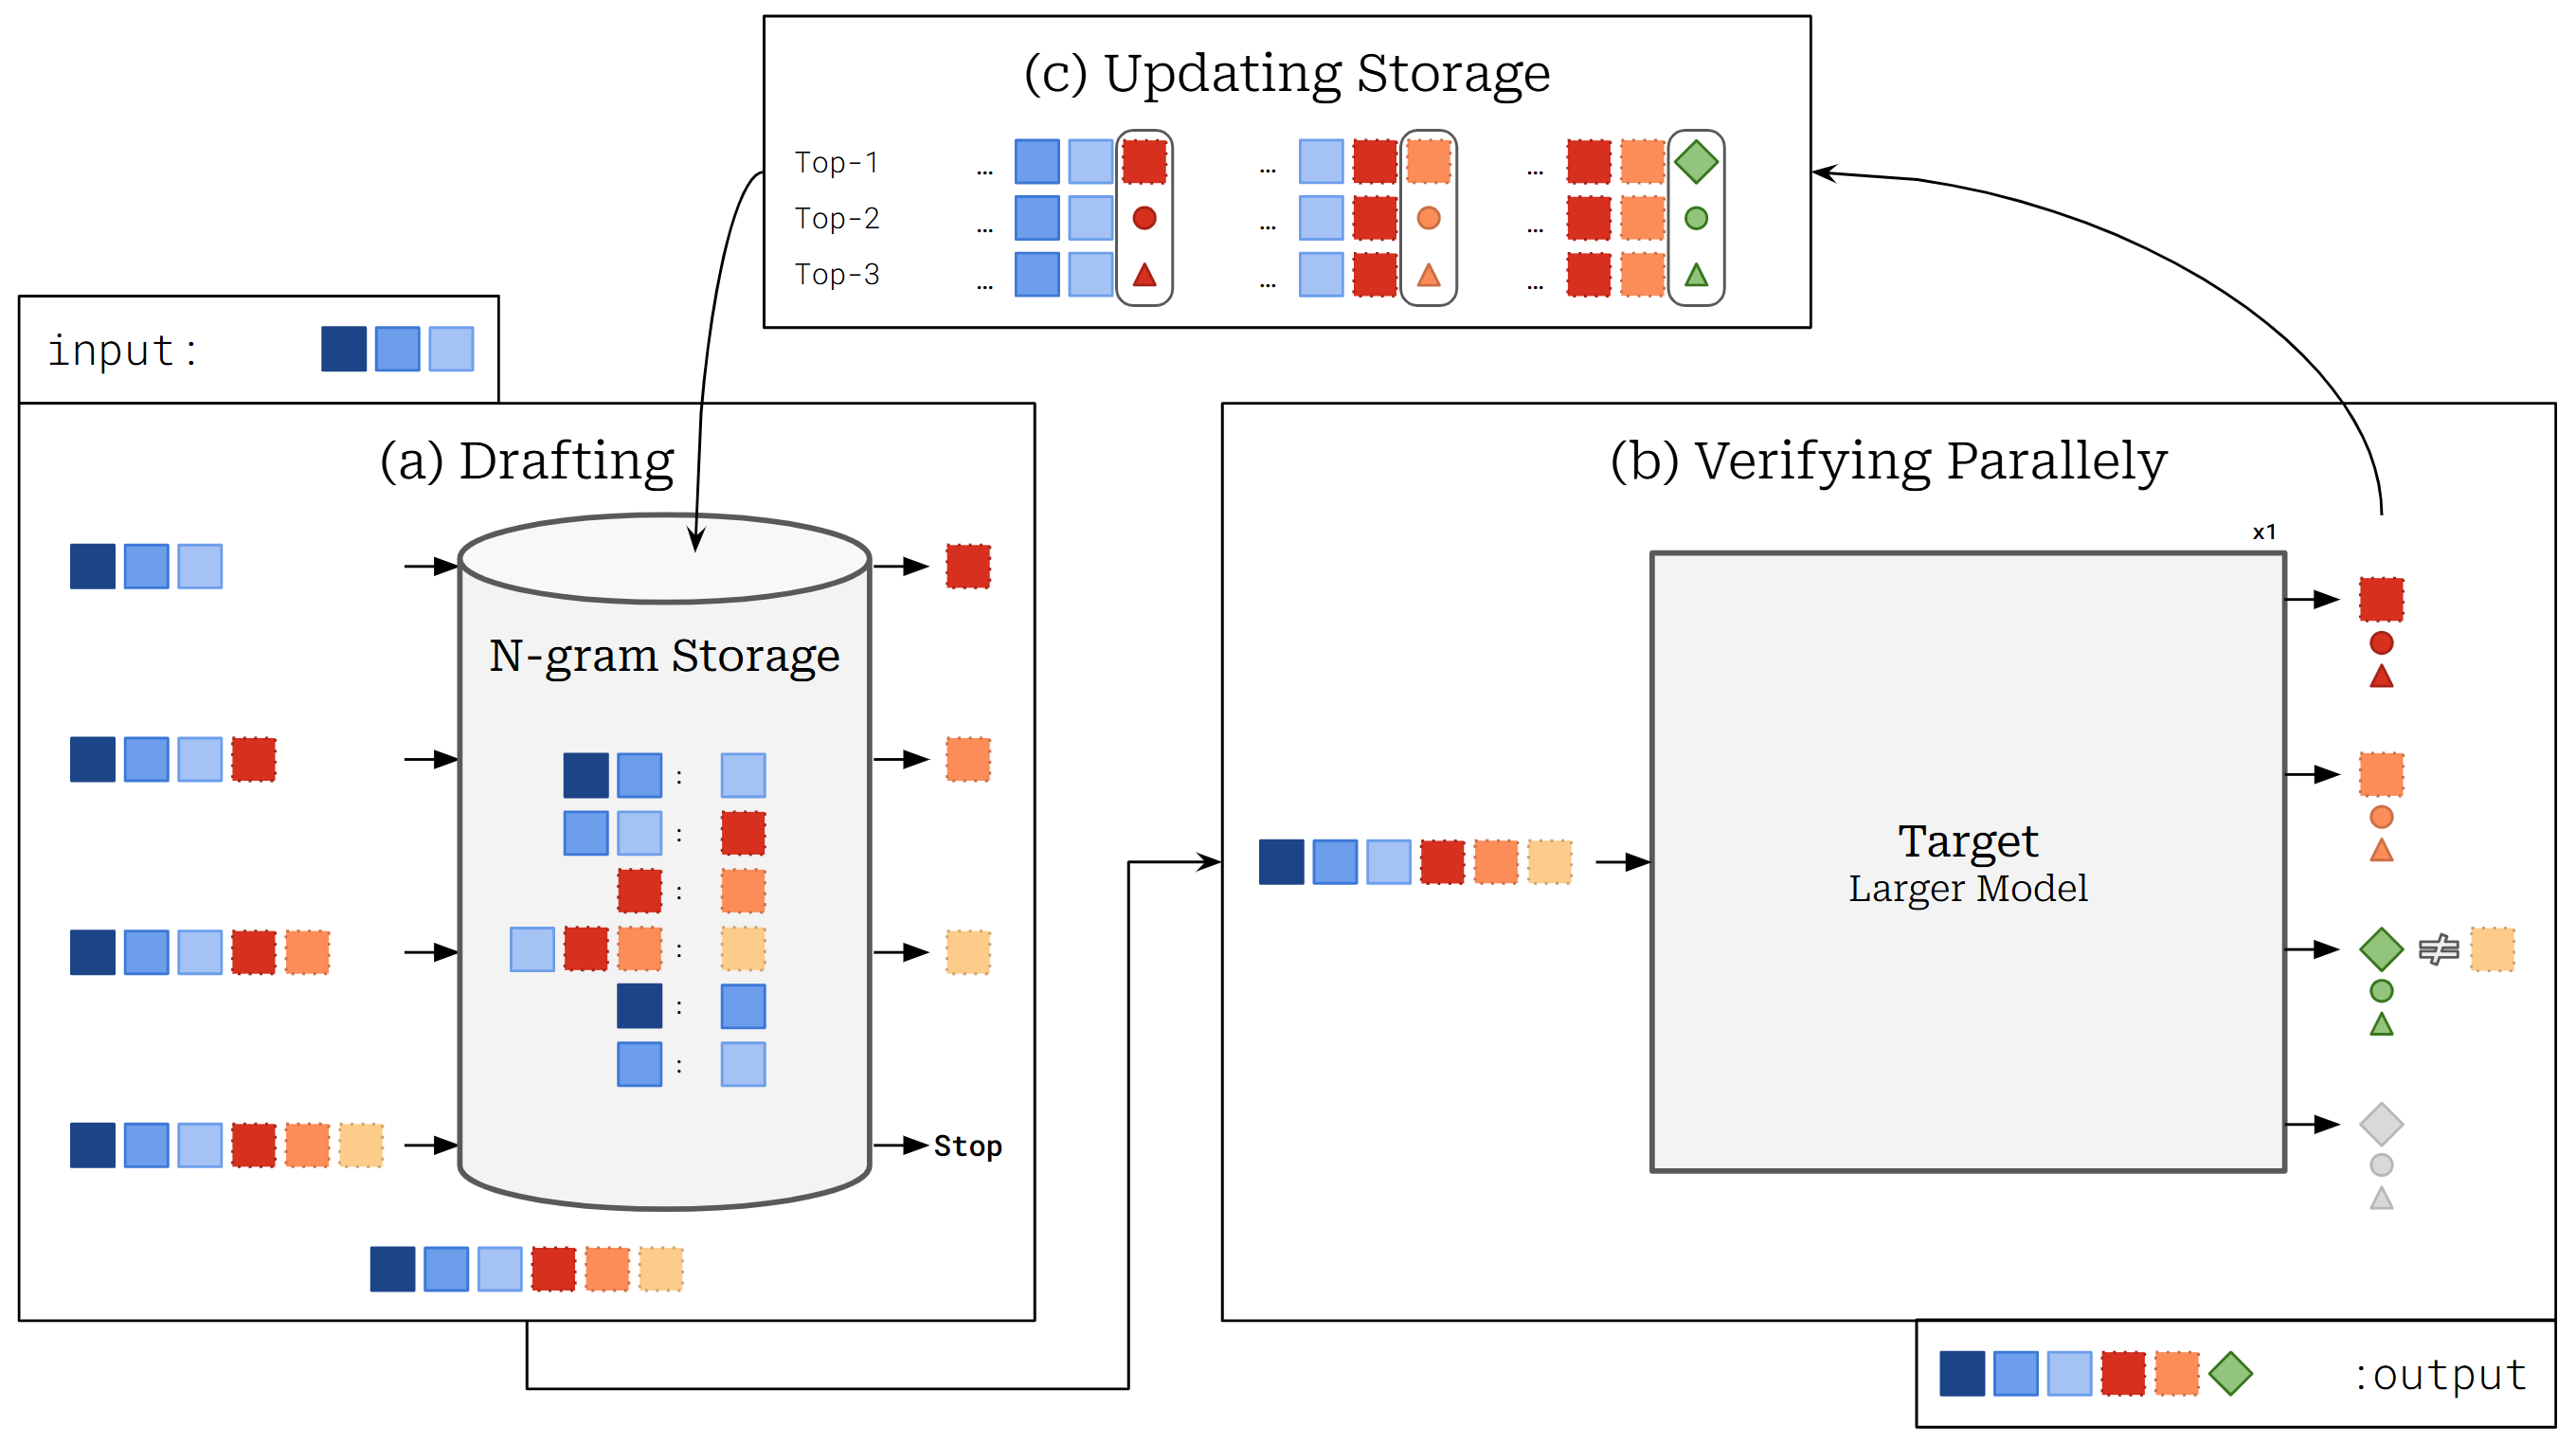 (c) Updating Storage
Top-1 ... ... ...
Top-2 ... ... ...
Top-3 ... ... ...
input:
(a) Drafting
N-gram Storage
:
:
:
:
:
:
Stop
(b) Verifying Parallely
x1
Target
Larger Model
≠
:output